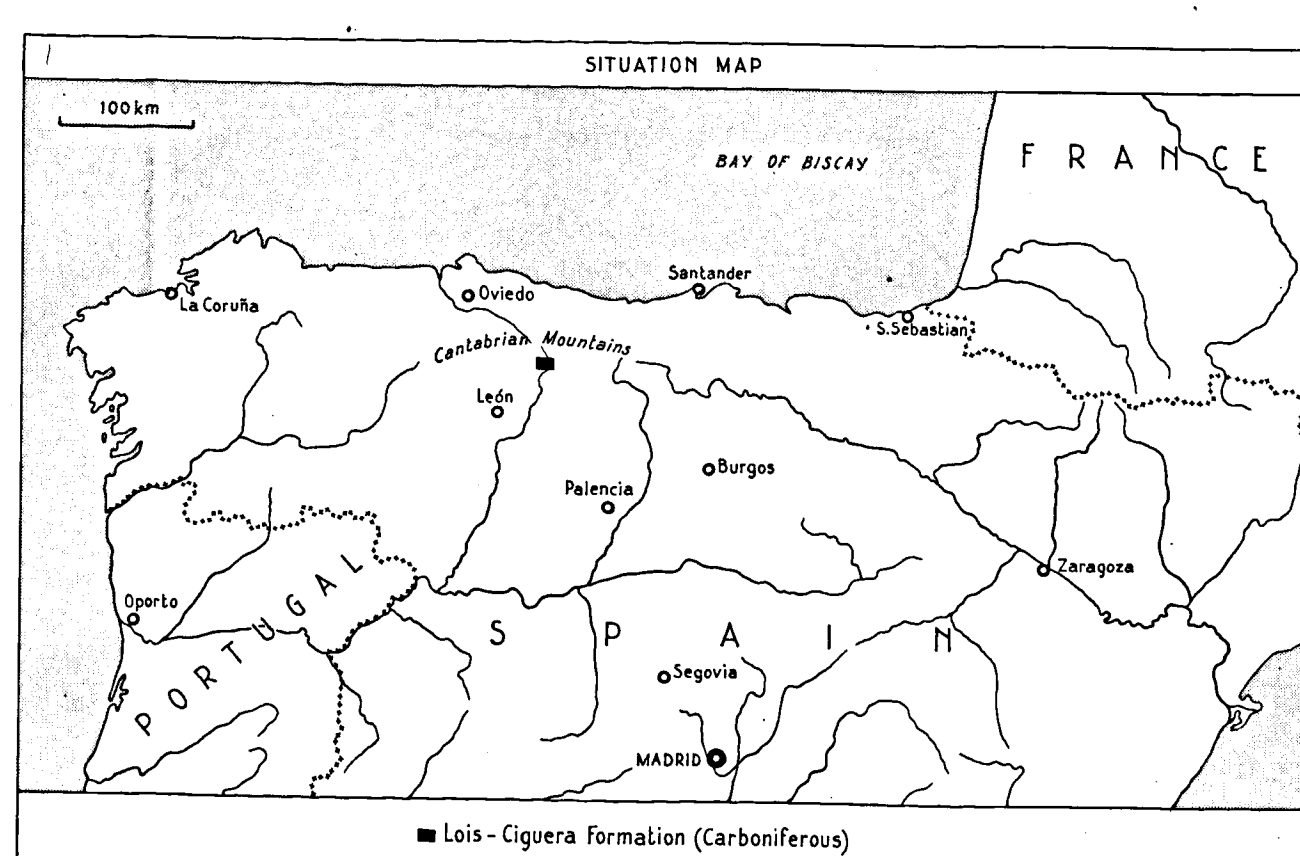 SITUATION MAP
100 km
BAY OF BISCAY
FRANCE
Santander
La Coruña
Oviedo
S. Sebastian
Cantabrian Mountains
León
Burgos
Palencia
Zaragoza
Oporto
PORTUGAL
SPAIN
Segovia
MADRID
Lois - Ciguera Formation (Carboniferous)